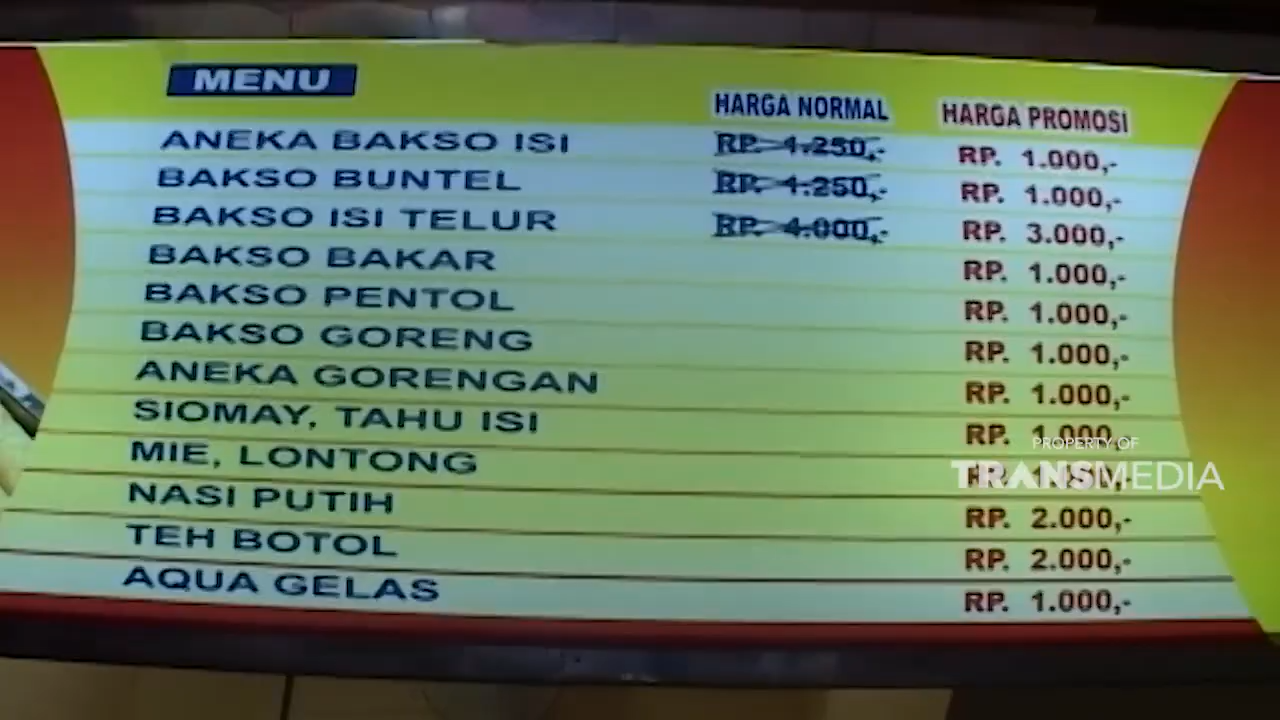 MENU HARGA NORMAL HARGA PROMOSI
ANEKA BAKSO ISI RP. 1.250,- RP. 1.000,-
BAKSO BUNTEL RP. 1.250,- RP. 1.000,-
BAKSO ISI TELUR RP. 4.000,- RP. 3.000,-
BAKSO BAKAR RP. 1.000,-
BAKSO PENTOL RP. 1.000,-
BAKSO GORENG RP. 1.000,-
ANEKA GORENGAN RP. 1.000,-
SIOMAY, TAHU ISI RP. 1.000,-
MIE, LONTONG RP.
NASI PUTIH RP. 2.000,-
TEH BOTOL RP. 2.000,-
AQUA GELAS RP. 1.000,-
PROPERTY OF
TRANSMEDIA